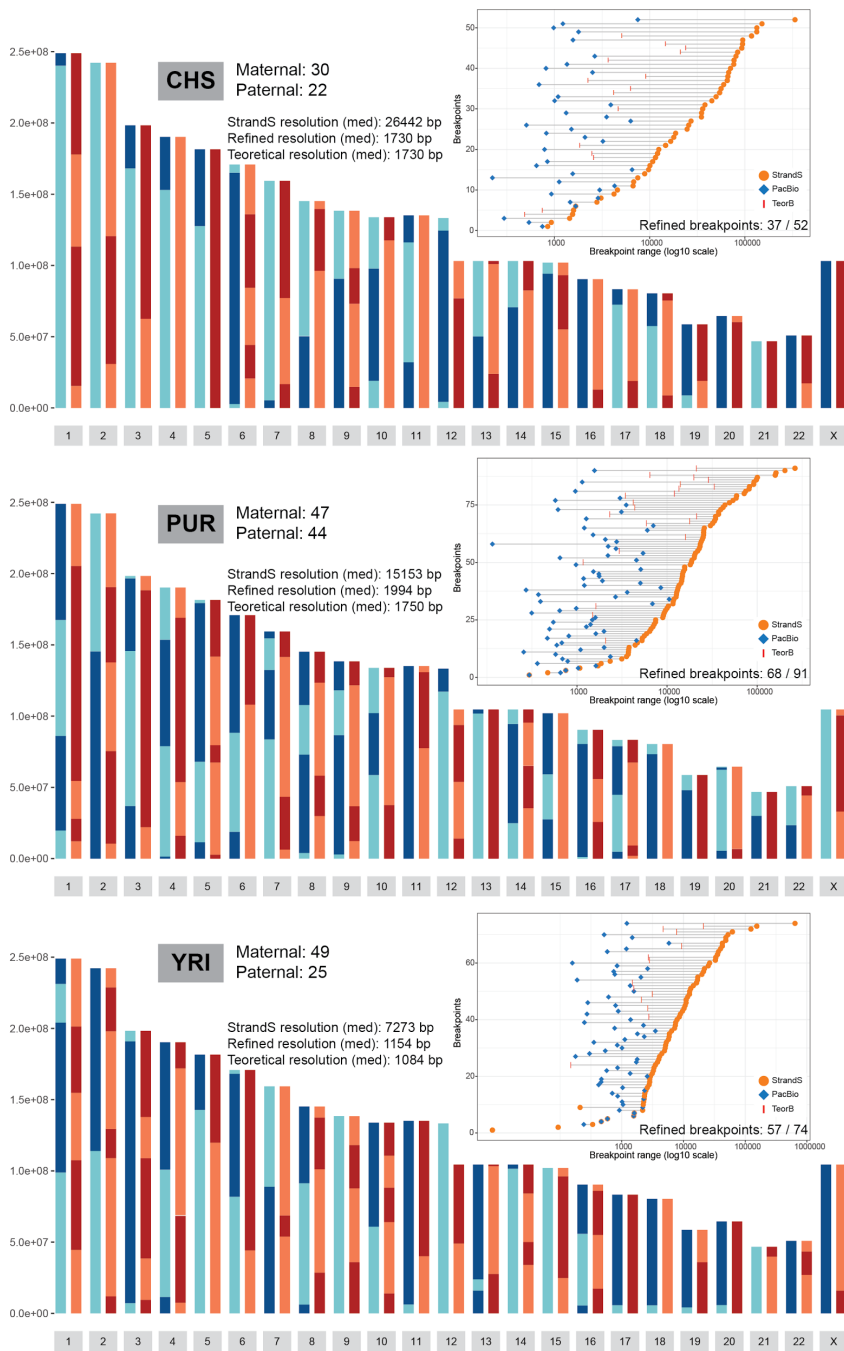 CHS
Maternal: 30
Paternal: 22
StrandS resolution (med): 26442 bp
Refined resolution (med): 1730 bp
Teoretical resolution (med): 1730 bp
2.5e+08
2.0e+08
1.5e+08
1.0e+08
5.0e+07
0.0e+00
Breakpoints
50
40
30
20
10
0
StrandS
PacBio
TeorB
Refined breakpoints: 37 / 52
1000 10000 100000
Breakpoint range (log10 scale)
1 2 3 4 5 6 7 8 9 10 11 12 13 14 15 16 17 18 19 20 21 22 X
PUR
Maternal: 47
Paternal: 44
StrandS resolution (med): 15153 bp
Refined resolution (med): 1994 bp
Teoretical resolution (med): 1750 bp
2.5e+08
2.0e+08
1.5e+08
1.0e+08
5.0e+07
0.0e+00
Breakpoints
75
50
25
0
StrandS
PacBio
TeorB
Refined breakpoints: 68 / 91
1000 10000 100000
Breakpoint range (log10 scale)
1 2 3 4 5 6 7 8 9 10 11 12 13 14 15 16 17 18 19 20 21 22 X
YRI
Maternal: 49
Paternal: 25
StrandS resolution (med): 7273 bp
Refined resolution (med): 1154 bp
Teoretical resolution (med): 1084 bp
2.5e+08
2.0e+08
1.5e+08
1.0e+08
5.0e+07
0.0e+00
Breakpoints
60
40
20
0
StrandS
PacBio
TeorB
Refined breakpoints: 57 / 74
1000 10000 100000 1000000
Breakpoint range (log10 scale)
1 2 3 4 5 6 7 8 9 10 11 12 13 14 15 16 17 18 19 20 21 22 X